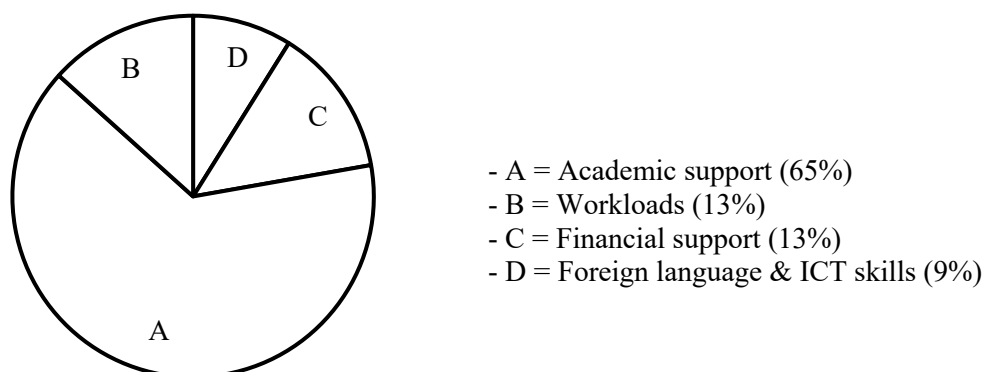 B
D
C
A
- A = Academic support (65%)
- B = Workloads (13%)
- C = Financial support (13%)
- D = Foreign language & ICT skills (9%)